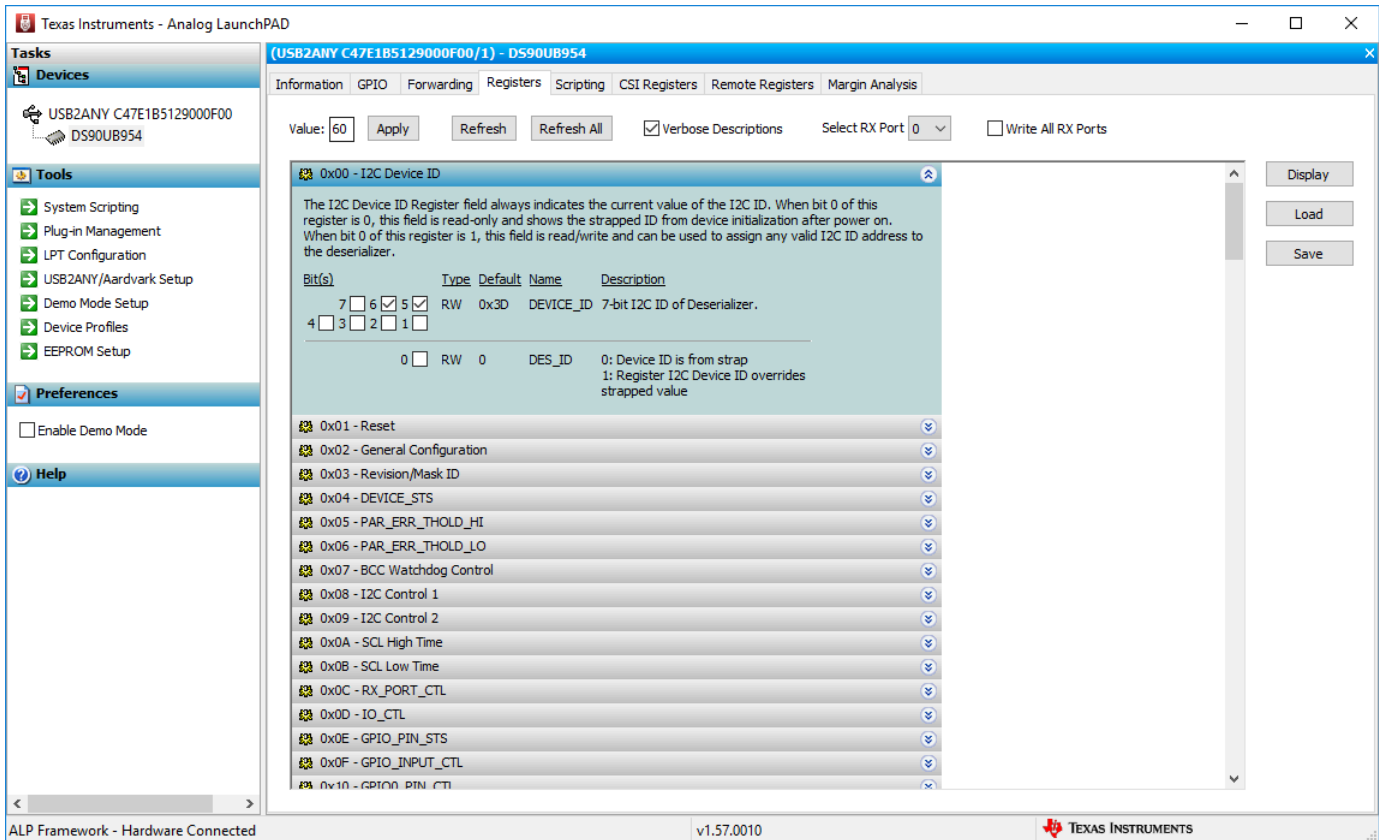 Texas Instruments - Analog LaunchPAD
Tasks
Devices
USB2ANY C47E1B5129000F00
DS90UB954
Tools
System Scripting
Plug-in Management
LPT Configuration
USB2ANY/Aardvark Setup
Demo Mode Setup
Device Profiles
EEPROM Setup
Preferences
Enable Demo Mode
Help
(USB2ANY C47E1B5129000F00/1) - DS90UB954
Information GPIO Forwarding Registers Scripting CSI Registers Remote Registers Margin Analysis
Value: 60 Apply Refresh Refresh All Verbose Descriptions Select RX Port 0 Write All RX Ports
0x00 - I2C Device ID
The I2C Device ID Register field always indicates the current value of the I2C ID. When bit 0 of this
register is 0, this field is read-only and shows the strapped ID from device initialization after power on.
When bit 0 of this register is 1, this field is read/write and can be used to assign any valid I2C ID address to
the deserializer.
Bit(s) Type Default Name Description
7 6 5 RW 0x3D DEVICE_ID 7-bit I2C ID of Deserializer.
4 3 2 1
0 RW 0 DES_ID 0: Device ID is from strap
1: Register I2C Device ID overrides
strapped value
0x01 - Reset
0x02 - General Configuration
0x03 - Revision/Mask ID
0x04 - DEVICE_STS
0x05 - PAR_ERR_THOLD_HI
0x06 - PAR_ERR_THOLD_LO
0x07 - BCC Watchdog Control
0x08 - I2C Control 1
0x09 - I2C Control 2
0x0A - SCL High Time
0x0B - SCL Low Time
0x0C - RX_PORT_CTL
0x0D - IO_CTL
0x0E - GPIO_PIN_STS
0x0F - GPIO_INPUT_CTL
0x10 - GPIO0_PIN_CTL
Display
Load
Save
ALP Framework - Hardware Connected
v1.57.0010
TEXAS INSTRUMENTS